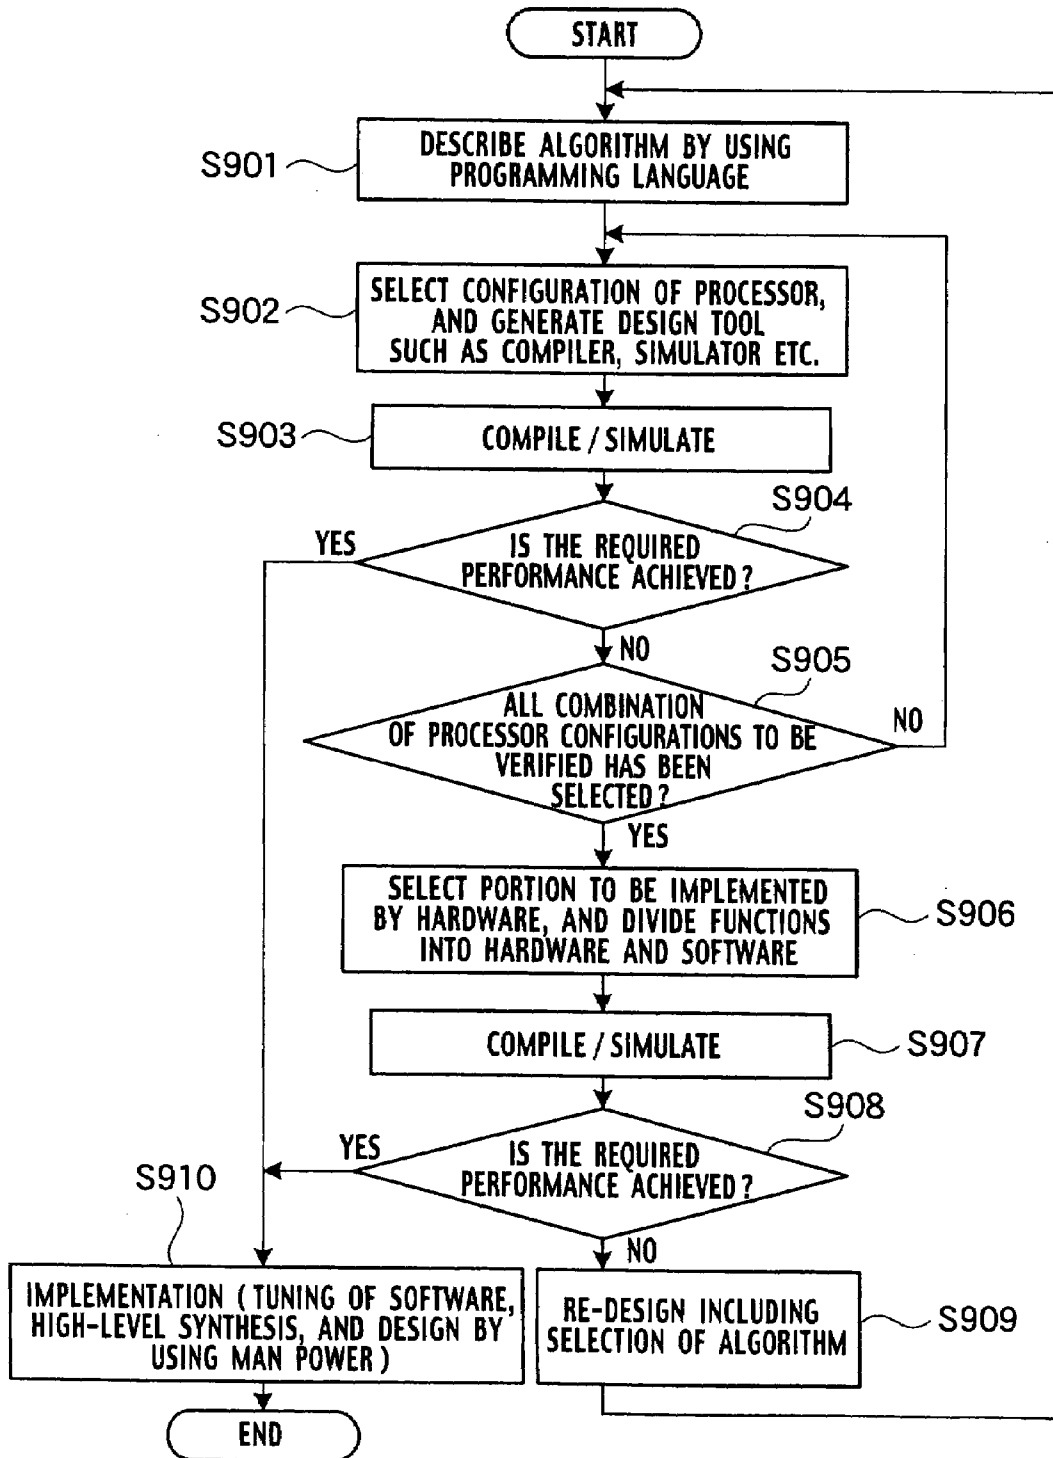 START
S901
DESCRIBE ALGORITHM BY USING
PROGRAMMING LANGUAGE
S902
SELECT CONFIGURATION OF PROCESSOR,
AND GENERATE DESIGN TOOL
SUCH AS COMPILER, SIMULATOR ETC.
S903
COMPILE / SIMULATE
S904
YES
IS THE REQUIRED
PERFORMANCE ACHIEVED?
NO
S905
ALL COMBINATION
OF PROCESSOR CONFIGURATIONS TO BE
VERIFIED HAS BEEN
SELECTED?
NO
YES
SELECT PORTION TO BE IMPLEMENTED
BY HARDWARE, AND DIVIDE FUNCTIONS
INTO HARDWARE AND SOFTWARE
S906
COMPILE / SIMULATE
S907
S908
YES
IS THE REQUIRED
PERFORMANCE ACHIEVED?
NO
S910
IMPLEMENTATION (TUNING OF SOFTWARE,
HIGH-LEVEL SYNTHESIS, AND DESIGN BY
USING MAN POWER)
RE-DESIGN INCLUDING
SELECTION OF ALGORITHM
S909
END